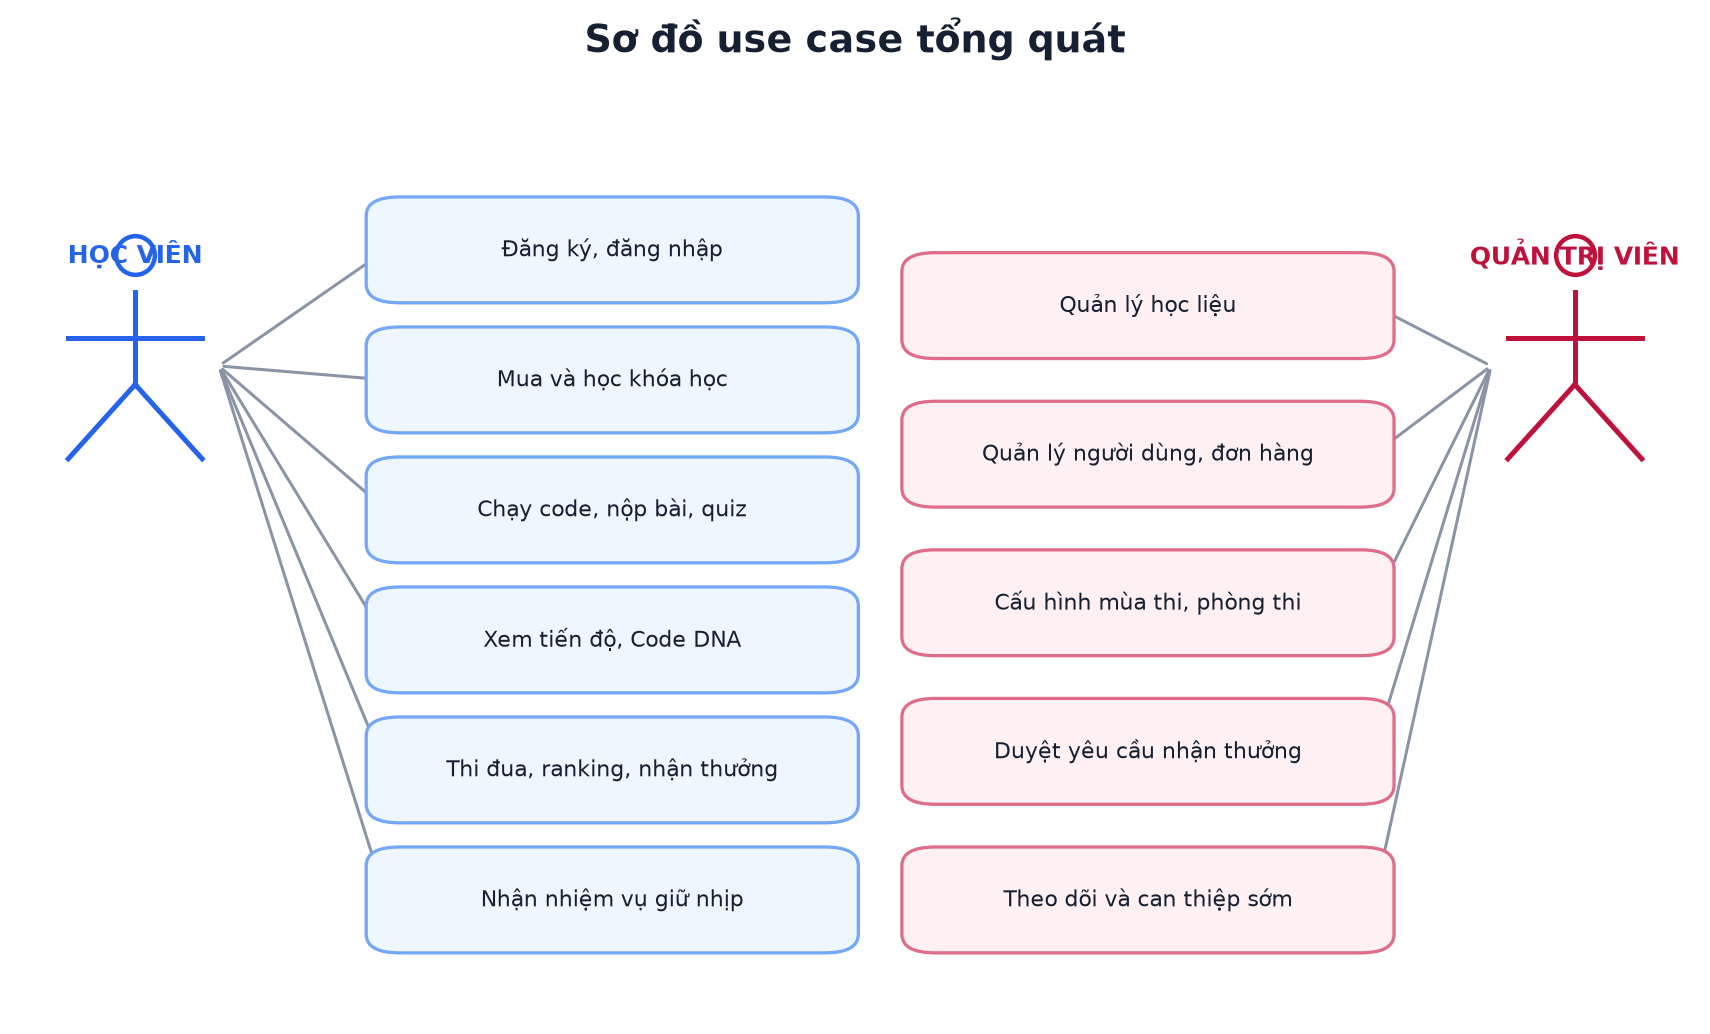 Sơ đồ use case tổng quát
HỌC VIÊN
Đăng ký, đăng nhập
Mua và học khóa học
Chạy code, nộp bài, quiz
Xem tiến độ, Code DNA
Thi đua, ranking, nhận thưởng
Nhận nhiệm vụ giữ nhịp
QUẢN TRỊ VIÊN
Quản lý học liệu
Quản lý người dùng, đơn hàng
Cấu hình mùa thi, phòng thi
Duyệt yêu cầu nhận thưởng
Theo dõi và can thiệp sớm